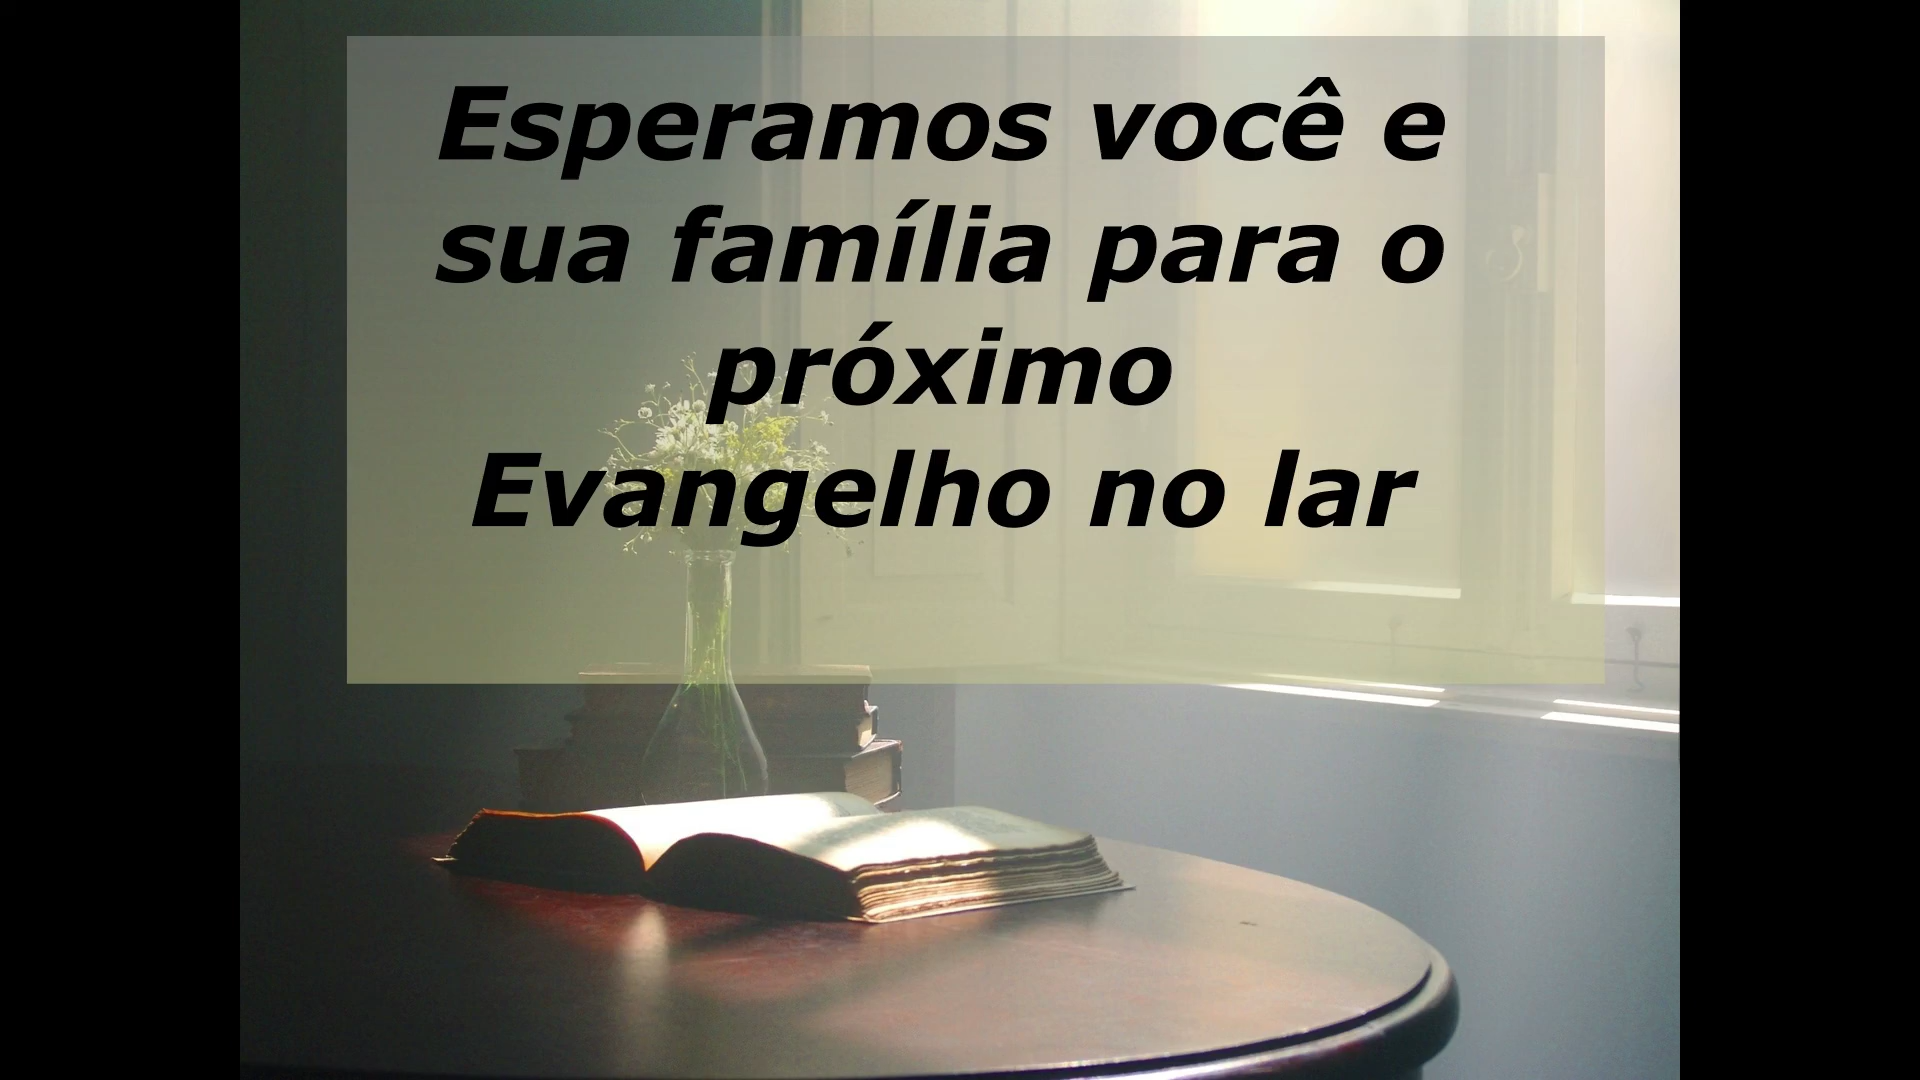 Esperamos você e
sua família para o
próximo
Evangelho no lar